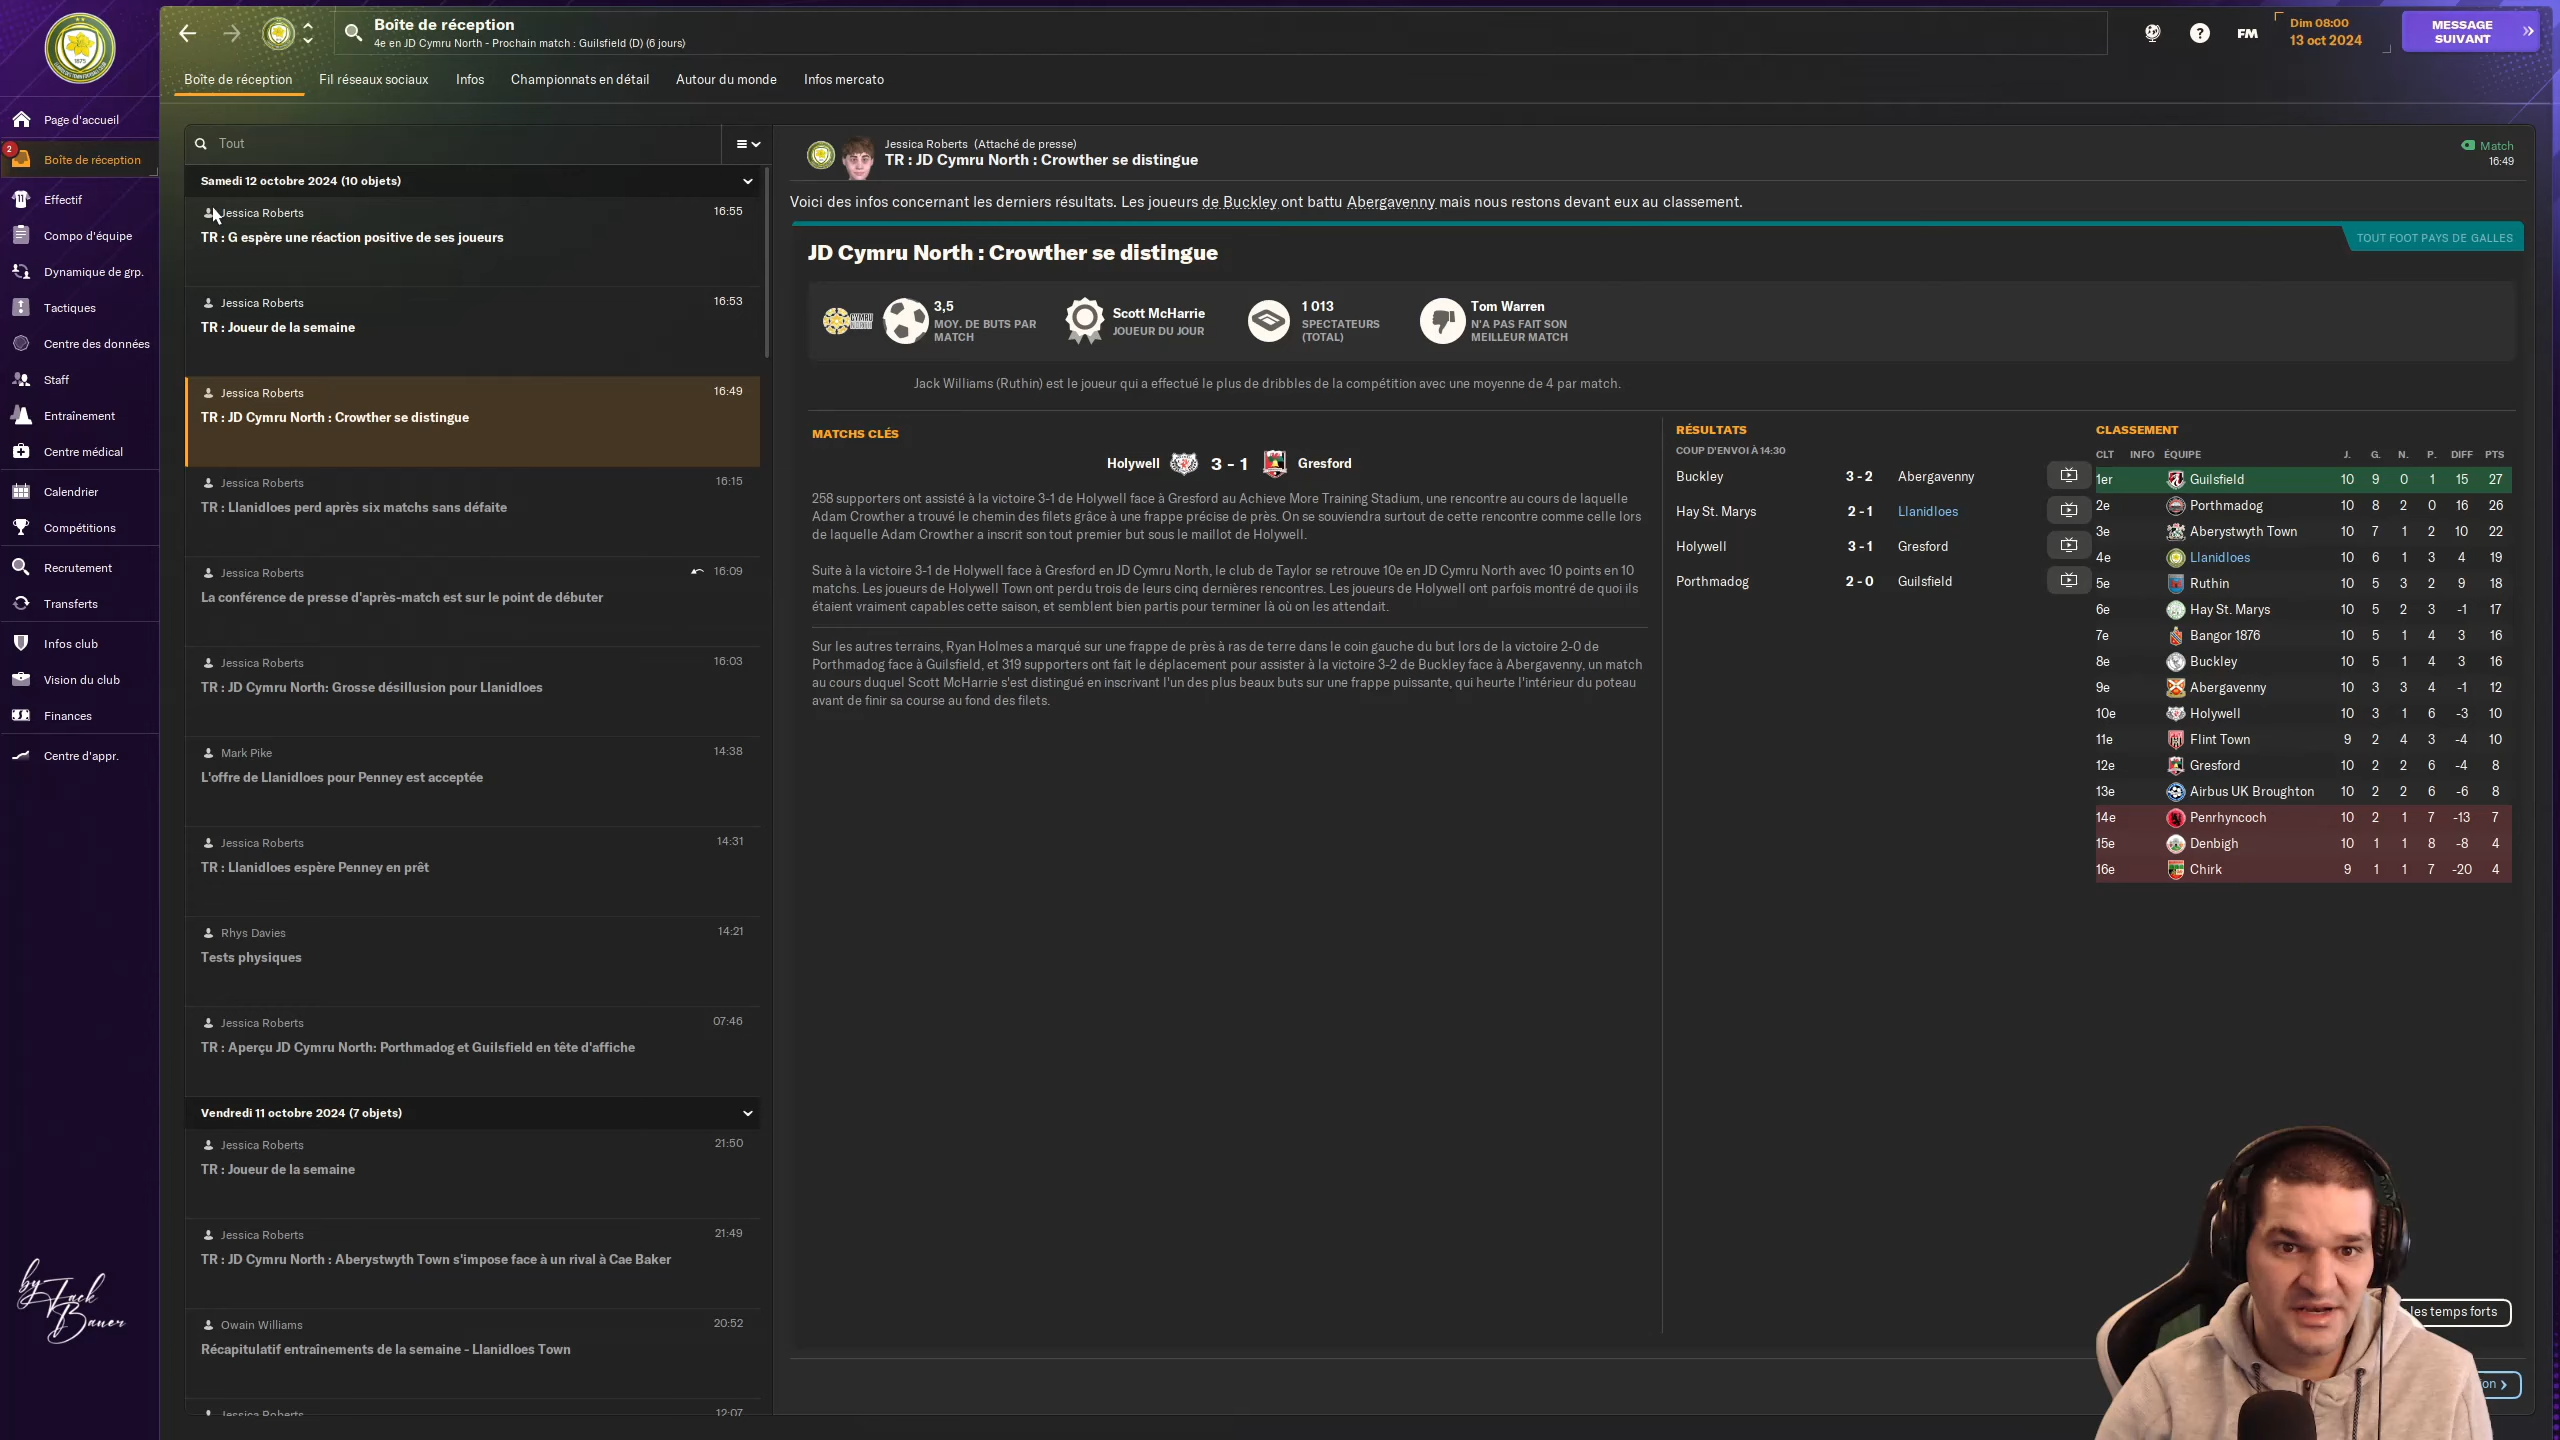 Boîte de réception
4e en JD Cymru North - Prochain match : Guilsfield (D) (6 jours)
FM
Dim 08:00
13 oct 2024
MESSAGE
SUIVANT
Boîte de réception
Fil réseaux sociaux
Infos
Championnats en détail
Autour du monde
Infos mercato
Page d'accueil
2
Boîte de réception
Effectif
Compo d'équipe
Dynamique de grp.
Tactiques
Centre des données
Staff
Entraînement
Centre médical
Calendrier
Compétitions
Recrutement
Transferts
Infos club
Vision du club
Finances
Centre d'appr.
by Jack
Bauer
Tout
Samedi 12 octobre 2024 (10 objets)
Jessica Roberts 16:55
TR : G espère une réaction positive de ses joueurs
Jessica Roberts 16:53
TR : Joueur de la semaine
Jessica Roberts 16:49
TR : JD Cymru North : Crowther se distingue
Jessica Roberts 16:15
TR : Llanidloes perd après six matchs sans défaite
Jessica Roberts 16:09
La conférence de presse d'après-match est sur le point de débuter
Jessica Roberts 16:03
TR : JD Cymru North: Grosse désillusion pour Llanidloes
Mark Pike 14:38
L'offre de Llanidloes pour Penney est acceptée
Jessica Roberts 14:31
TR : Llanidloes espère Penney en prêt
Rhys Davies 14:21
Tests physiques
Jessica Roberts 07:46
TR : Aperçu JD Cymru North: Porthmadog et Guilsfield en tête d'affiche
Vendredi 11 octobre 2024 (7 objets)
Jessica Roberts 21:50
TR : Joueur de la semaine
Jessica Roberts 21:49
TR : JD Cymru North : Aberystwyth Town s'impose face à un rival à Cae Baker
Owain Williams 20:52
Récapitulatif entraînements de la semaine - Llanidloes Town
Jessica Roberts 12:07
Jessica Roberts (Attaché de presse)
TR : JD Cymru North : Crowther se distingue
Match
16:49
Voici des infos concernant les derniers résultats. Les joueurs de Buckley ont battu Abergavenny mais nous restons devant eux au classement.
TOUT FOOT PAYS DE GALLES
JD Cymru North : Crowther se distingue
3,5
MOY. DE BUTS PAR
MATCH
Scott McHarrie
JOUEUR DU JOUR
1 013
SPECTATEURS
(TOTAL)
Tom Warren
N'A PAS FAIT SON
MEILLEUR MATCH
Jack Williams (Ruthin) est le joueur qui a effectué le plus de dribbles de la compétition avec une moyenne de 4 par match.
MATCHS CLÉS
Holywell 3 - 1 Gresford
258 supporters ont assisté à la victoire 3-1 de Holywell face à Gresford au Achieve More Training Stadium, une rencontre au cours de laquelle
Adam Crowther a trouvé le chemin des filets grâce à une frappe précise de près. On se souviendra surtout de cette rencontre comme celle lors
de laquelle Adam Crowther a inscrit son tout premier but sous le maillot de Holywell.
Suite à la victoire 3-1 de Holywell face à Gresford en JD Cymru North, le club de Taylor se retrouve 10e en JD Cymru North avec 10 points en 10
matchs. Les joueurs de Holywell Town ont perdu trois de leurs cinq dernières rencontres. Les joueurs de Holywell ont parfois montré de quoi ils
étaient vraiment capables cette saison, et semblent bien partis pour terminer là où on les attendait.
Sur les autres terrains, Ryan Holmes a marqué sur une frappe de près à ras de terre dans le coin gauche du but lors de la victoire 2-0 de
Porthmadog face à Guilsfield, et 319 supporters ont fait le déplacement pour assister à la victoire 3-2 de Buckley face à Abergavenny, un match
au cours duquel Scott McHarrie s'est distingué en inscrivant l'un des plus beaux buts sur une frappe puissante, qui heurte l'intérieur du poteau
avant de finir sa course au fond des filets.
RÉSULTATS
COUP D'ENVOI À 14:30
Buckley 3 - 2 Abergavenny
Hay St. Marys 2 - 1 Llanidloes
Holywell 3 - 1 Gresford
Porthmadog 2 - 0 Guilsfield
CLASSEMENT
CLT INFO ÉQUIPE J. G. N. P. DIFF PTS
1er Guilsfield 10 9 0 1 15 27
2e Porthmadog 10 8 2 0 16 26
3e Aberystwyth Town 10 7 1 2 10 22
4e Llanidloes 10 6 1 3 4 19
5e Ruthin 10 5 3 2 9 18
6e Hay St. Marys 10 5 2 3 -1 17
7e Bangor 1876 10 5 1 4 3 16
8e Buckley 10 5 1 4 3 16
9e Abergavenny 10 3 3 4 -1 12
10e Holywell 10 3 1 6 -3 10
11e Flint Town 9 2 4 3 -4 10
12e Gresford 10 2 2 6 -4 8
13e Airbus UK Broughton 10 2 2 6 -6 8
14e Penrhyncoch 10 2 1 7 -13 7
15e Denbigh 10 1 1 8 -8 4
16e Chirk 9 1 1 7 -20 4
les temps forts